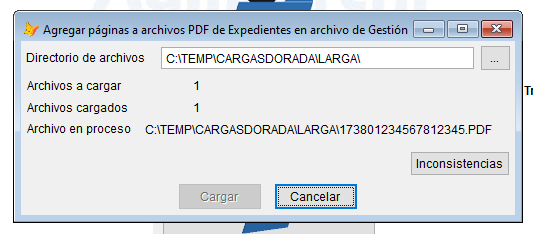 Agregar páginas a archivos PDF de Expedientes en archivo de Gestión
Directorio de archivos C:\TEMP\CARGASDORADA\LARGA\ ...
Tr
Archivos a cargar 1
Archivos cargados 1
Archivo en proceso C:\TEMP\CARGASDORADA\LARGA\173801234567812345.PDF
Inconsistencias
Cargar Cancelar